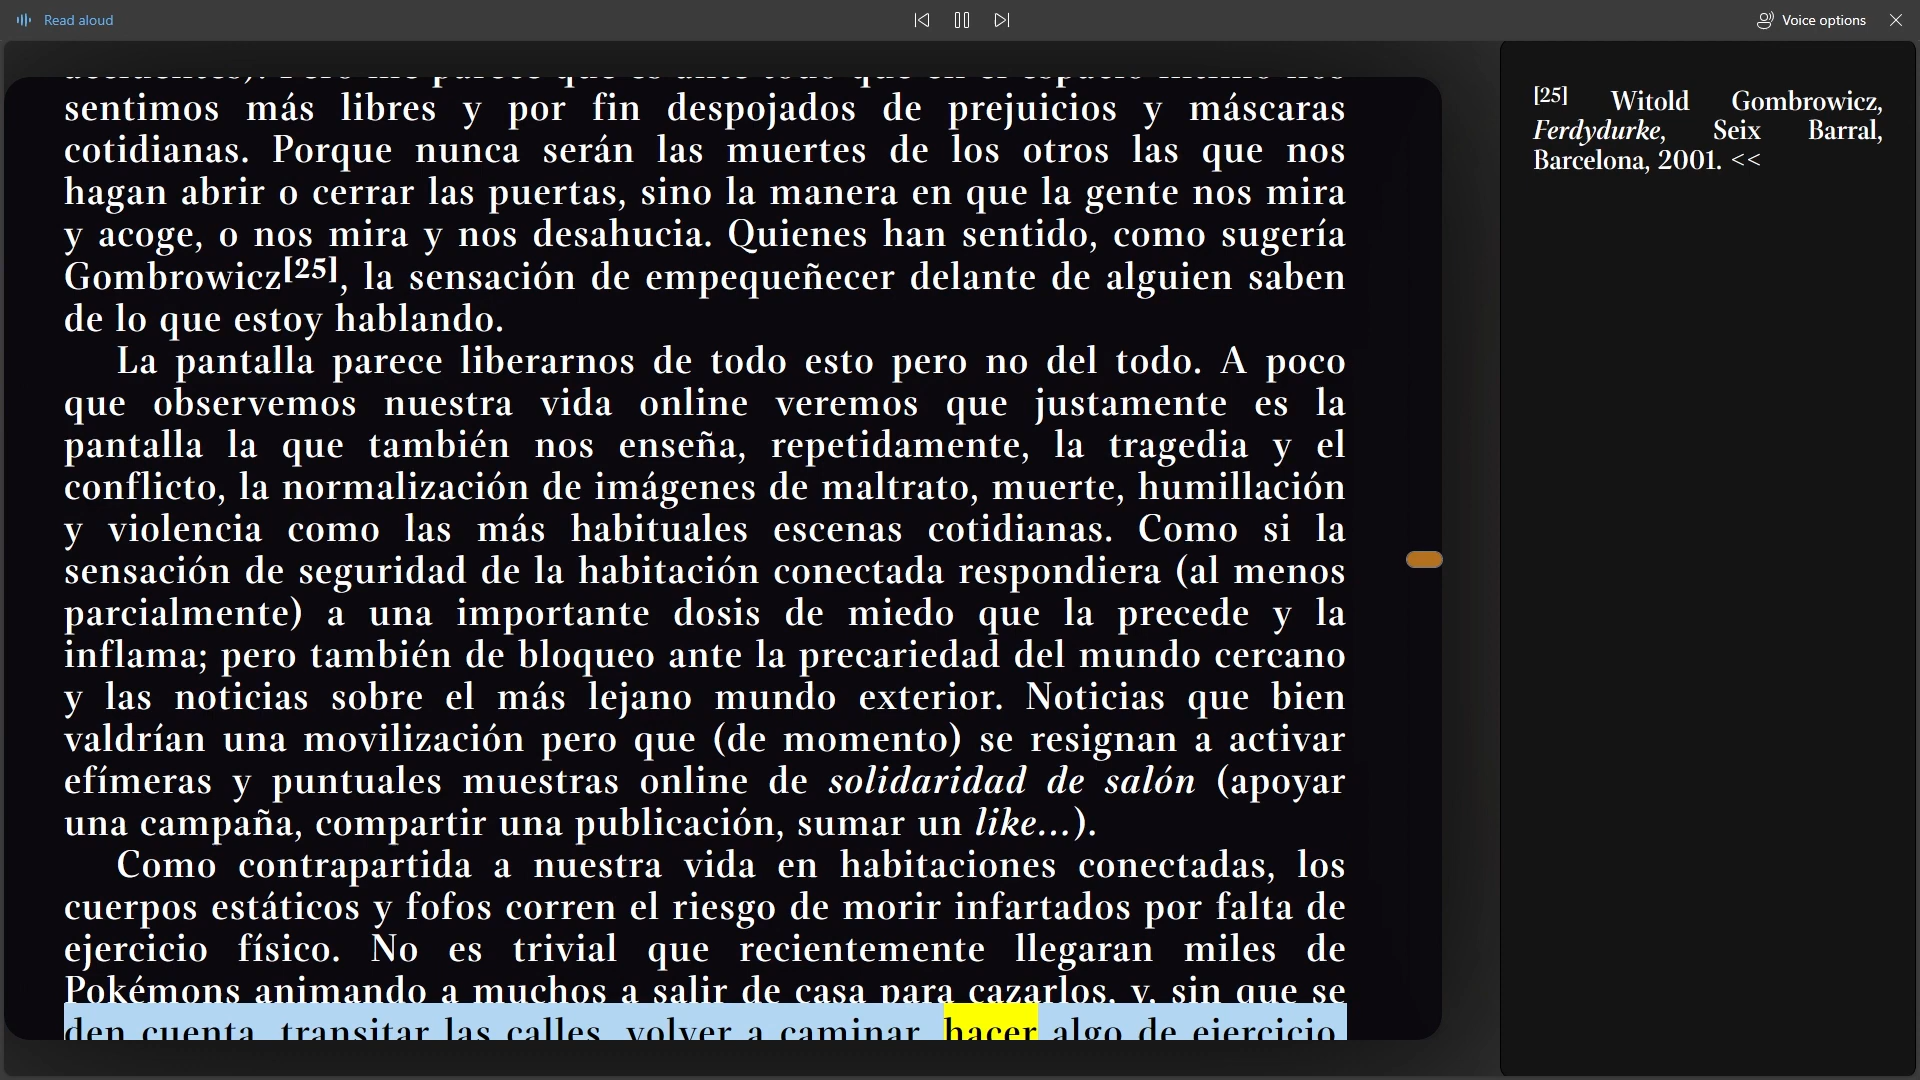 Read aloud
Voice options
sentimos más libres y por fin despojados de prejuicios y máscaras
cotidianas. Porque nunca serán las muertes de los otros las que nos
hagan abrir o cerrar las puertas, sino la manera en que la gente nos mira
y acoge, o nos mira y nos desahucia. Quienes han sentido, como sugería
Gombrowicz[25], la sensación de empequeñecer delante de alguien saben
de lo que estoy hablando.
La pantalla parece liberarnos de todo esto pero no del todo. A poco
que observemos nuestra vida online veremos que justamente es la
pantalla la que también nos enseña, repetidamente, la tragedia y el
conflicto, la normalización de imágenes de maltrato, muerte, humillación
y violencia como las más habituales escenas cotidianas. Como si la
sensación de seguridad de la habitación conectada respondiera (al menos
parcialmente) a una importante dosis de miedo que la precede y la
inflama; pero también de bloqueo ante la precariedad del mundo cercano
y las noticias sobre el más lejano mundo exterior. Noticias que bien
valdrían una movilización pero que (de momento) se resignan a activar
efímeras y puntuales muestras online de solidaridad de salón (apoyar
una campaña, compartir una publicación, sumar un like...).
Como contrapartida a nuestra vida en habitaciones conectadas, los
cuerpos estáticos y fofos corren el riesgo de morir infartados por falta de
ejercicio físico. No es trivial que recientemente llegaran miles de
Pokémons animando a muchos a salir de casa para cazarlos, y, sin que se
den cuenta, transitar las calles, volver a caminar, hacer algo de ejercicio,
[25] Witold Gombrowicz,
Ferdydurke, Seix Barral,
Barcelona, 2001. <<